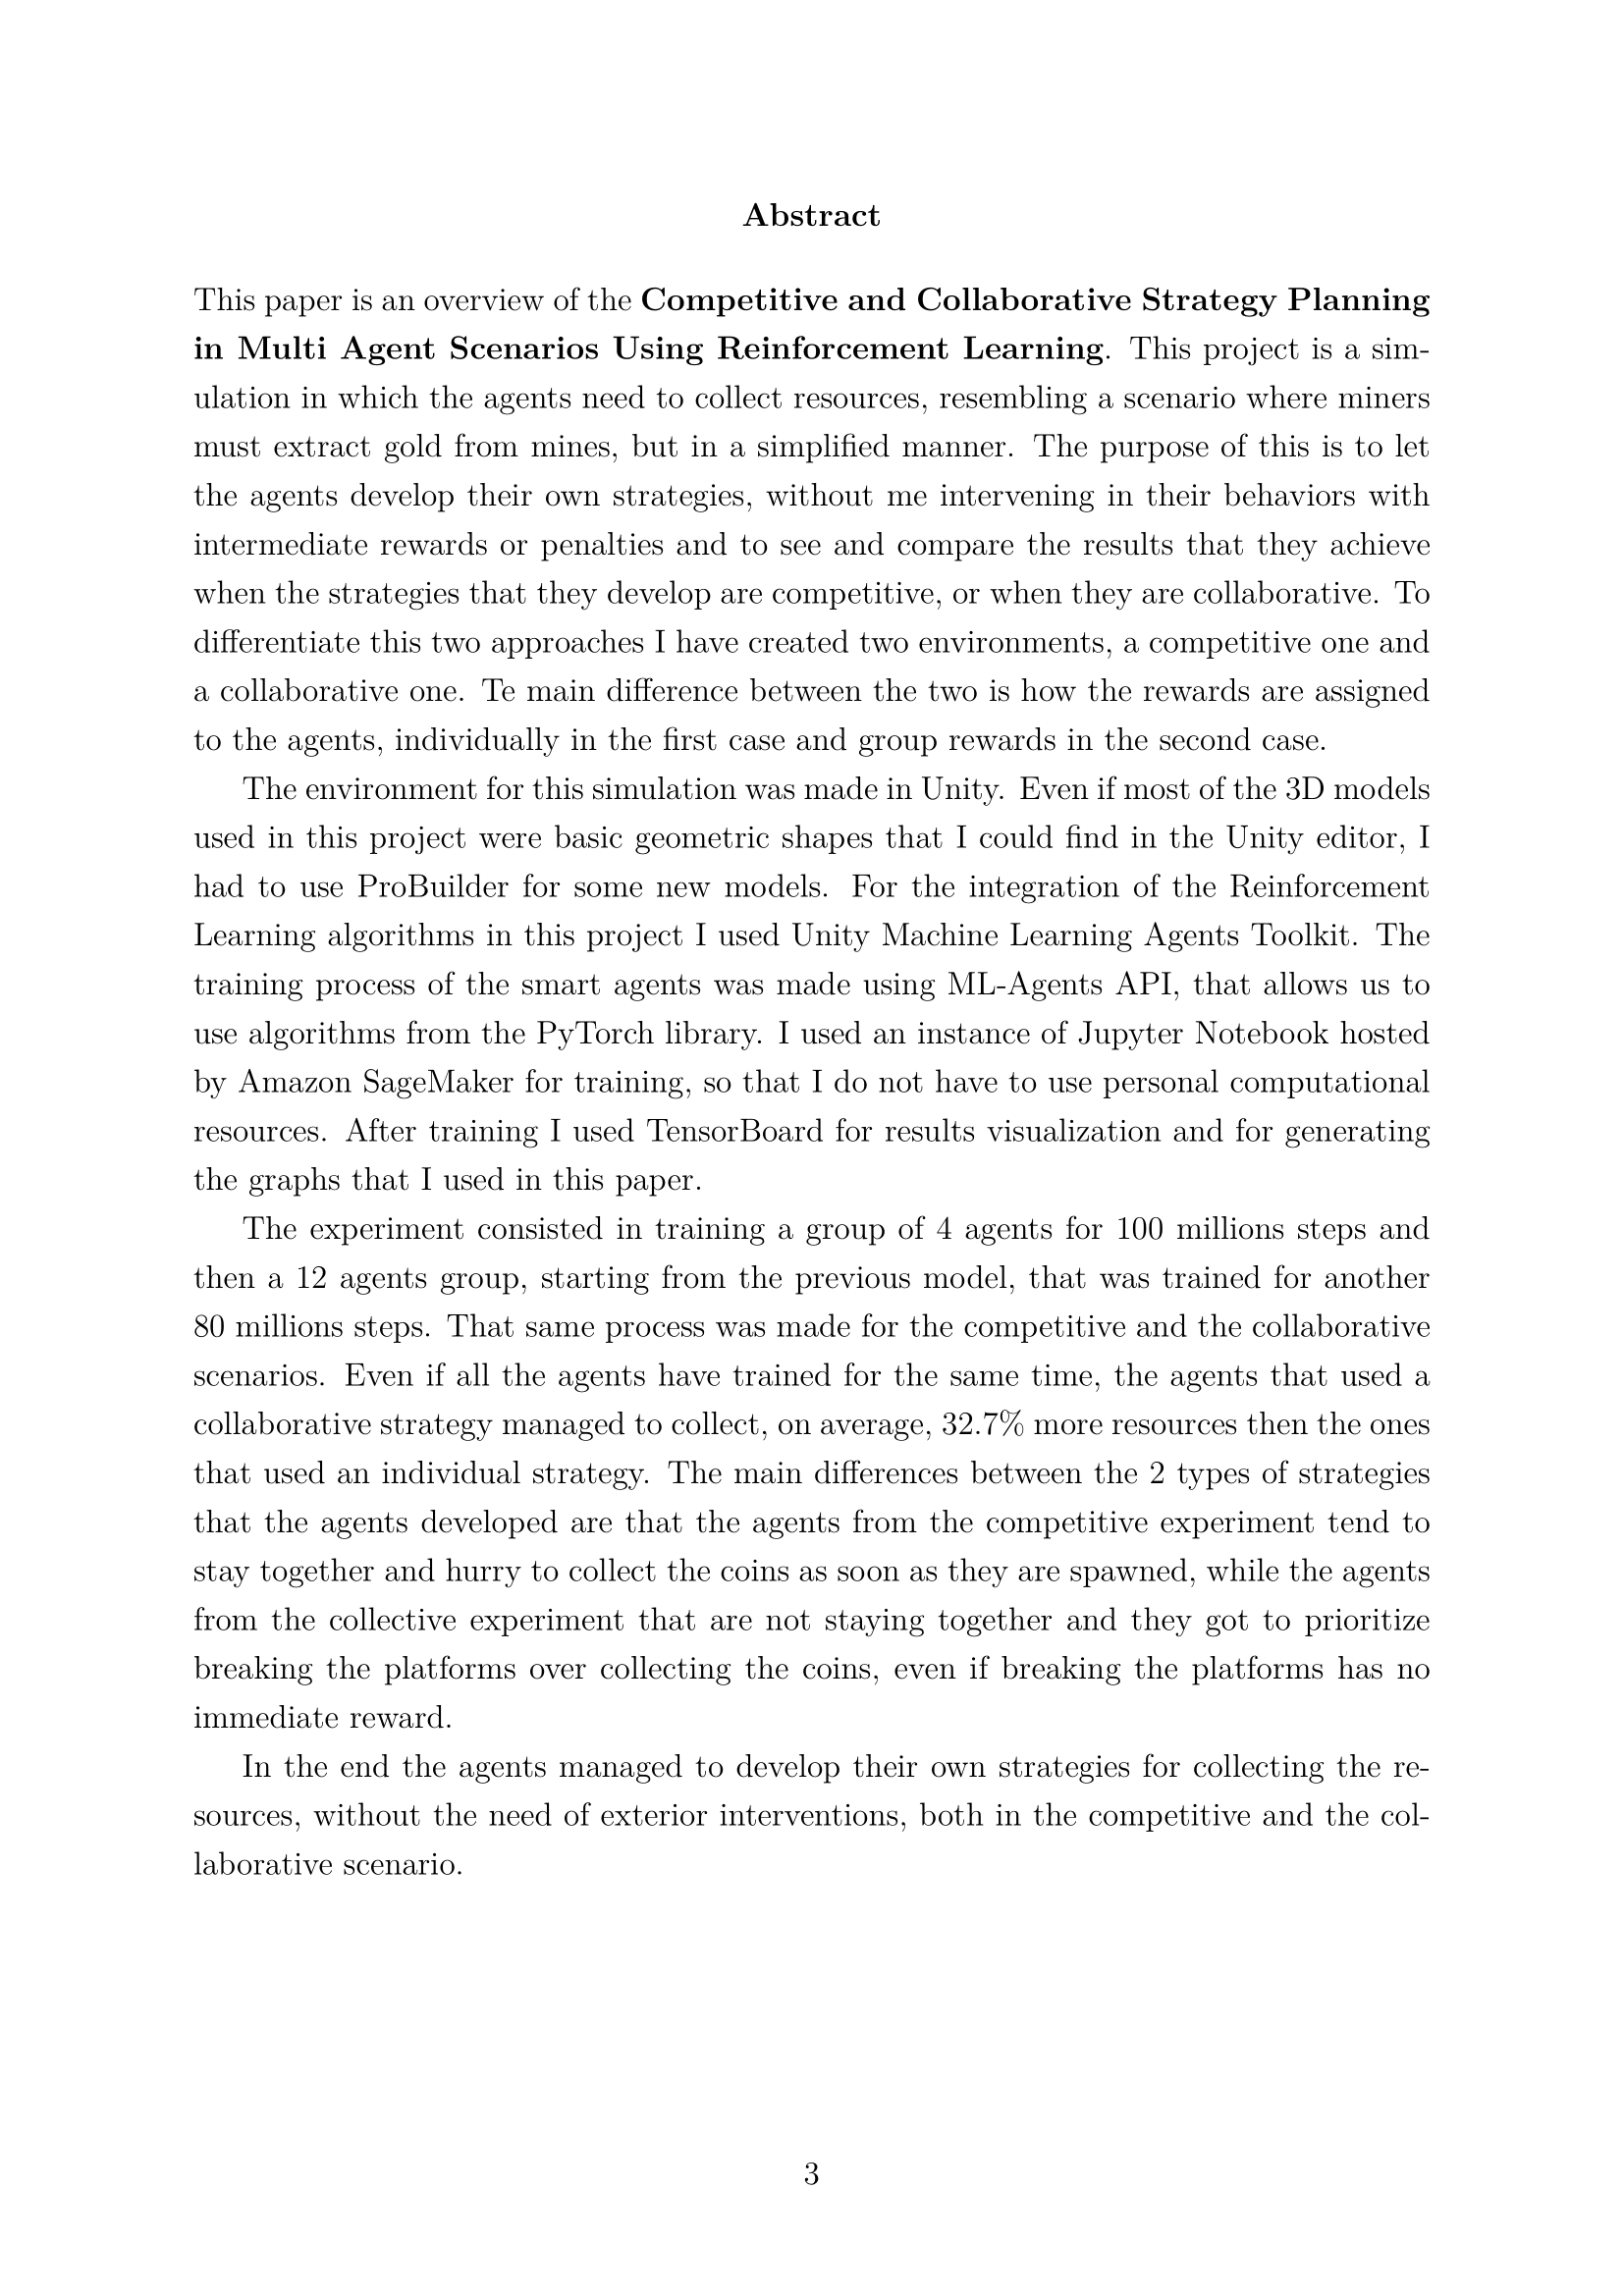 Abstract
This paper is an overview of the Competitive and Collaborative Strategy Planning
in Multi Agent Scenarios Using Reinforcement Learning. This project is a sim-
ulation in which the agents need to collect resources, resembling a scenario where miners
must extract gold from mines, but in a simplified manner. The purpose of this is to let
the agents develop their own strategies, without me intervening in their behaviors with
intermediate rewards or penalties and to see and compare the results that they achieve
when the strategies that they develop are competitive, or when they are collaborative. To
differentiate this two approaches I have created two environments, a competitive one and
a collaborative one. Te main difference between the two is how the rewards are assigned
to the agents, individually in the first case and group rewards in the second case.
The environment for this simulation was made in Unity. Even if most of the 3D models
used in this project were basic geometric shapes that I could find in the Unity editor, I
had to use ProBuilder for some new models. For the integration of the Reinforcement
Learning algorithms in this project I used Unity Machine Learning Agents Toolkit. The
training process of the smart agents was made using ML-Agents API, that allows us to
use algorithms from the PyTorch library. I used an instance of Jupyter Notebook hosted
by Amazon SageMaker for training, so that I do not have to use personal computational
resources. After training I used TensorBoard for results visualization and for generating
the graphs that I used in this paper.
The experiment consisted in training a group of 4 agents for 100 millions steps and
then a 12 agents group, starting from the previous model, that was trained for another
80 millions steps. That same process was made for the competitive and the collaborative
scenarios. Even if all the agents have trained for the same time, the agents that used a
collaborative strategy managed to collect, on average, 32.7% more resources then the ones
that used an individual strategy. The main differences between the 2 types of strategies
that the agents developed are that the agents from the competitive experiment tend to
stay together and hurry to collect the coins as soon as they are spawned, while the agents
from the collective experiment that are not staying together and they got to prioritize
breaking the platforms over collecting the coins, even if breaking the platforms has no
immediate reward.
In the end the agents managed to develop their own strategies for collecting the re-
sources, without the need of exterior interventions, both in the competitive and the col-
laborative scenario.
3